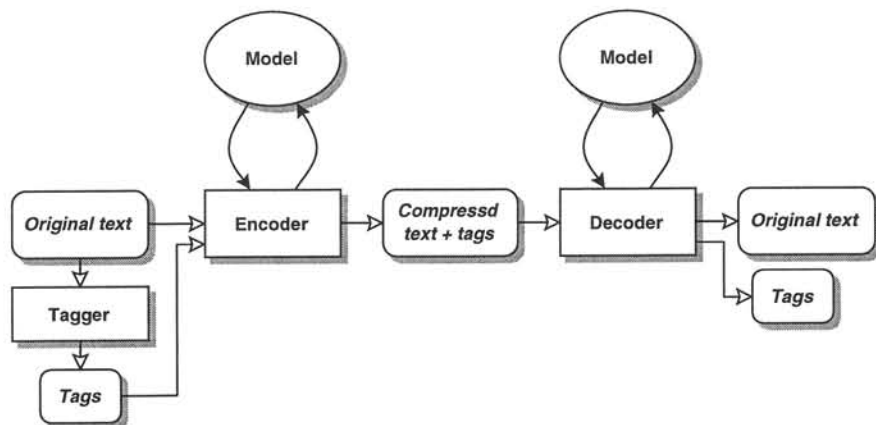 Model
Model
Original text
Encoder
Compressd
text + tags
Decoder
Original text
Tagger
Tags
Tags